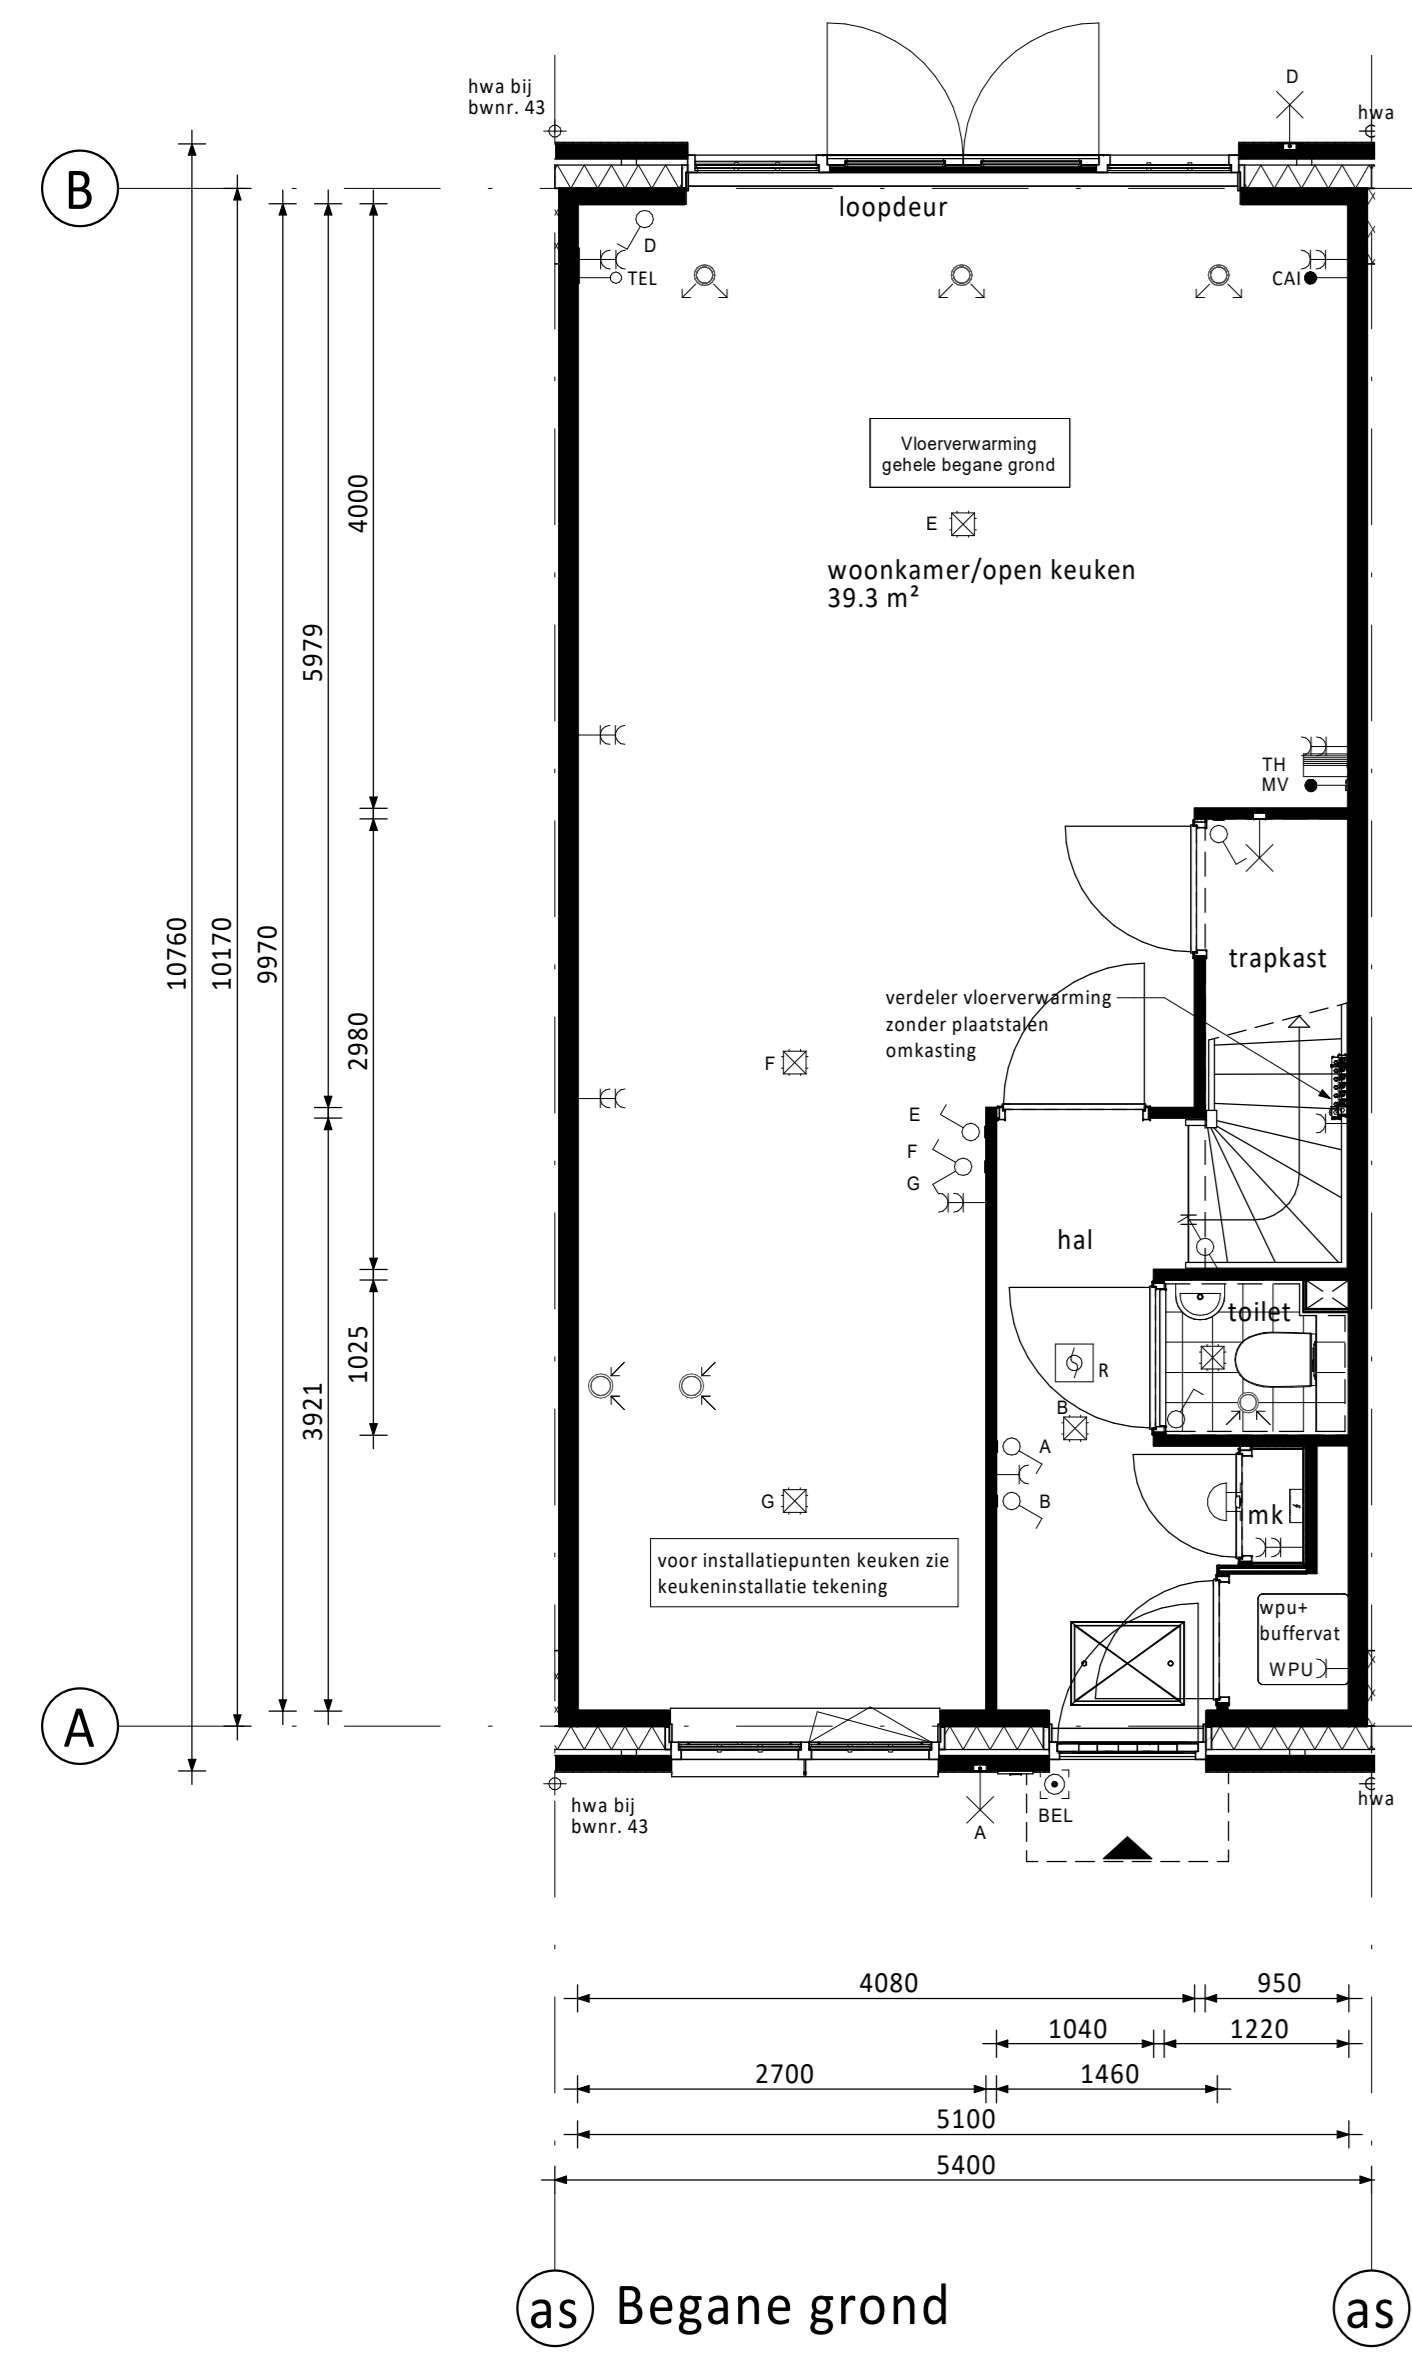 hwa bij
bwnr. 43
D
hwa
B
loopdeur
D
TEL
CAI
Vloerverwarming
gehele begane grond
E
woonkamer/open keuken
39.3 m²
4000
5979
TH
MV
10760
10170
9970
2980
trapkast
verdeler vloerverwarming
zonder plaatstalen
omkasting
F
E
F
G
hal
toilet
1025
3921
R
B
A
B
G
mk
voor installatiepunten keuken zie
keukeninstallatie tekening
wpu+
buffervat
WPU
A
hwa bij
bwnr. 43
A
BEL
hwa
4080
950
1040
1220
2700
1460
5100
5400
as
Begane grond
as